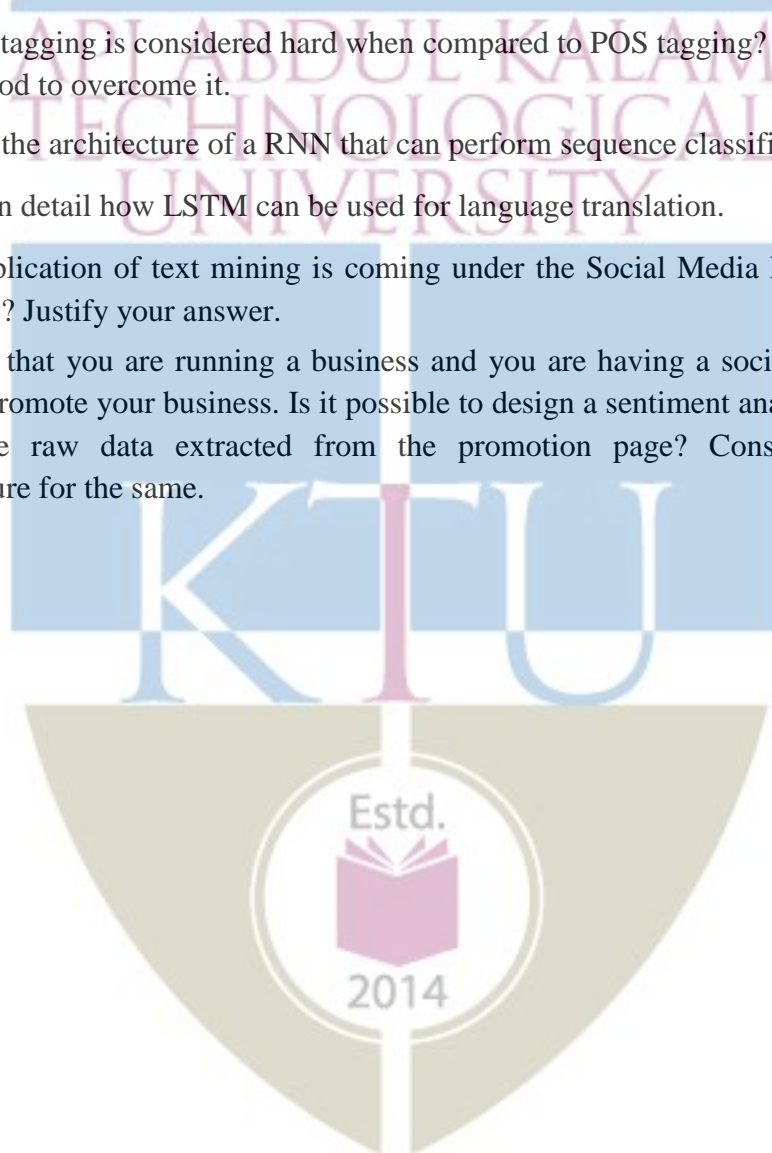 API ABDUL KALAM
TECHNOLOGICAL
UNIVERSITY
tagging is considered hard when compared to POS tagging?
od to overcome it.
the architecture of a RNN that can perform sequence classifi
n detail how LSTM can be used for language translation.
plication of text mining is coming under the Social Media
? Justify your answer.
that you are running a business and you are having a soci
romote your business. Is it possible to design a sentiment ana
e raw data extracted from the promotion page? Cons
ure for the same.
KTU
Estd.
2014